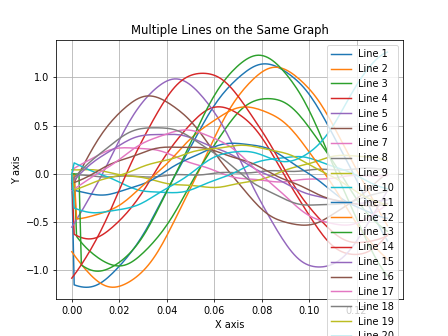 Multiple Lines on the Same Graph
Y axis
1.0
0.5
0.0
−0.5
−1.0
0.00
0.02
0.04
0.06
0.08
0.10
X axis
Line 1
Line 2
Line 3
Line 4
Line 5
Line 6
Line 7
Line 8
Line 9
Line 10
Line 11
Line 12
Line 13
Line 14
Line 15
Line 16
Line 17
Line 18
Line 19
Line 20